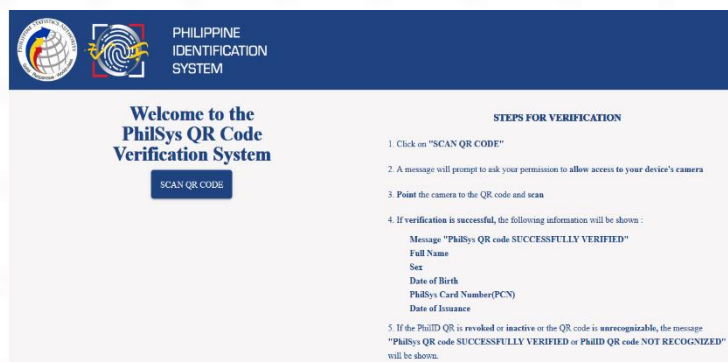 PHILIPPINE
IDENTIFICATION
SYSTEM
Welcome to the
PhilSys QR Code
Verification System
SCAN QR CODE
STEPS FOR VERIFICATION
1. Click on "SCAN QR CODE"
2. A message will prompt to ask your permission to allow access to your device's camera
3. Point the camera to the QR code and scan
4. If verification is successful, the following information will be shown :
Message "PhilSys QR code SUCCESSFULLY VERIFIED"
Full Name
Sex
Date of Birth
PhilSys Card Number(PCN)
Date of Issuance
5. If the PhilID QR is revoked or inactive or the QR code is unrecognizable, the message
"PhilSys QR code SUCCESSFULLY VERIFIED or PhilID QR code NOT RECOGNIZED"
will be shown.